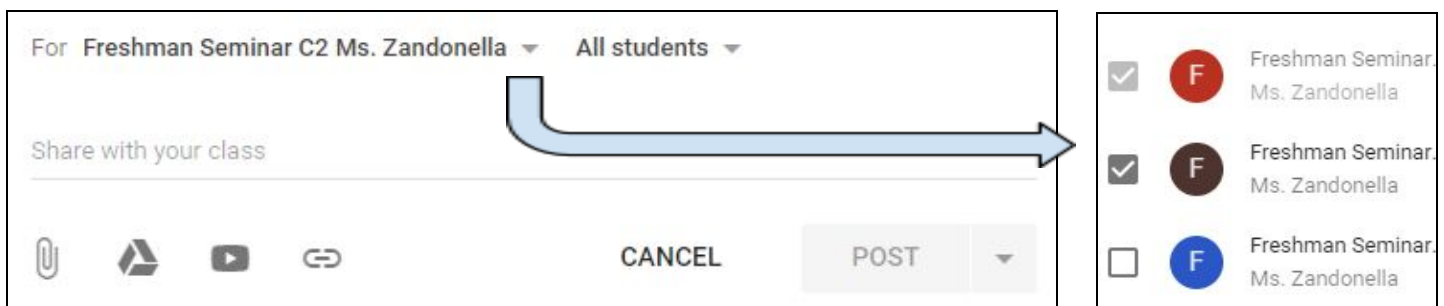 For Freshman Seminar C2 Ms. Zandonella All students
Share with your class
CANCEL POST
F Freshman Seminar.
Ms. Zandonella
F Freshman Seminar.
Ms. Zandonella
F Freshman Seminar.
Ms. Zandonella